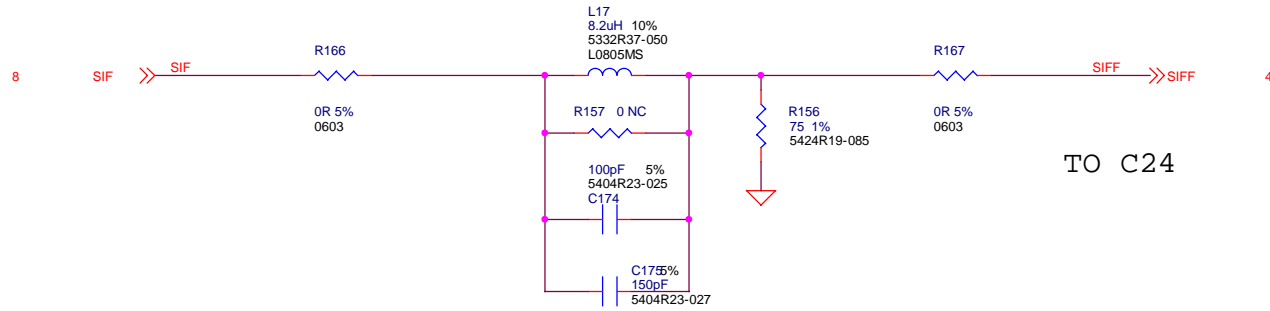 L17
8.2uH 10%
5332R37-050
L0805MS
R166
R167
8
SIF
SIF
SIFF
SIFF
4
0R 5%
0603
R157 0 NC
R156
75 1%
5424R19-085
0R 5%
0603
TO C24
100pF 5%
5404R23-025
C174
C175 5%
150pF
5404R23-027